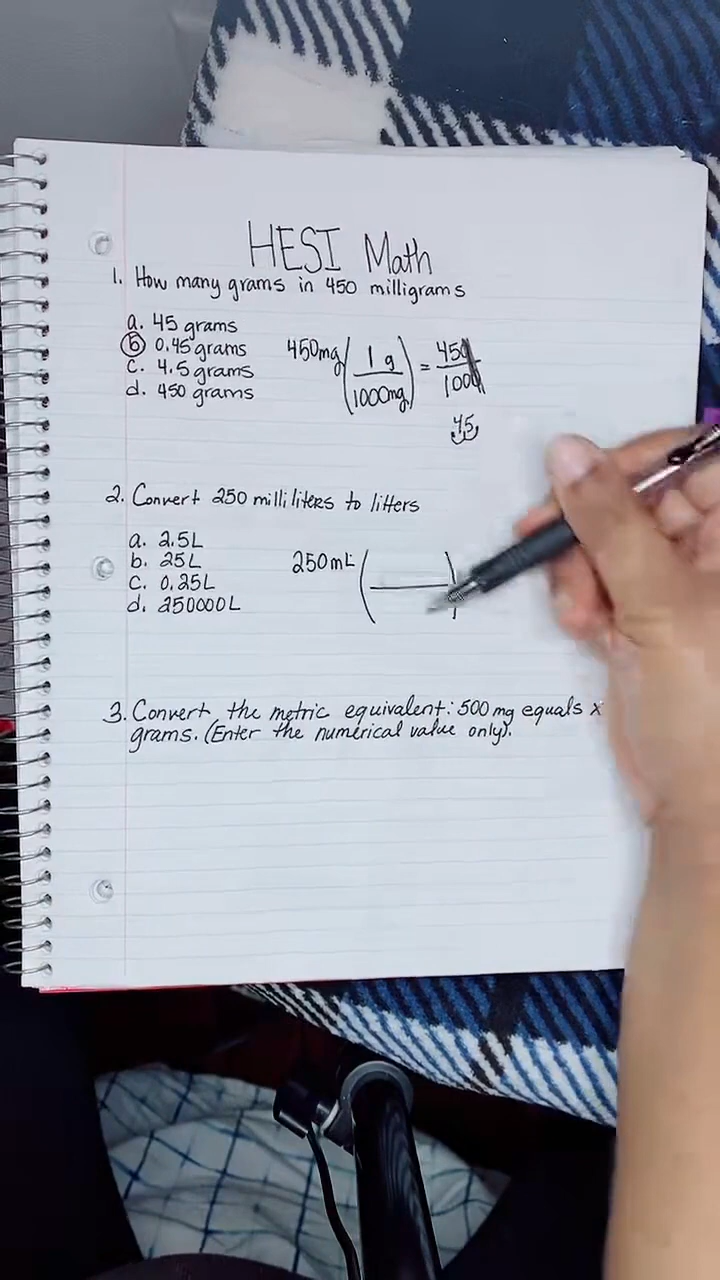 HESI Math
1. How many grams in 450 milligrams
a. 45 grams
b. 0.45 grams
c. 4.5 grams
d. 450 grams
450mg (1g / 1000mg) = 450 / 1000
45
2. Convert 250 milliliters to litters
a. 2.5L
b. 25L
c. 0.25L
d. 250000L
250mL
3. Convert the metric equivalent: 500 mg equals x
grams. (Enter the numerical value only).